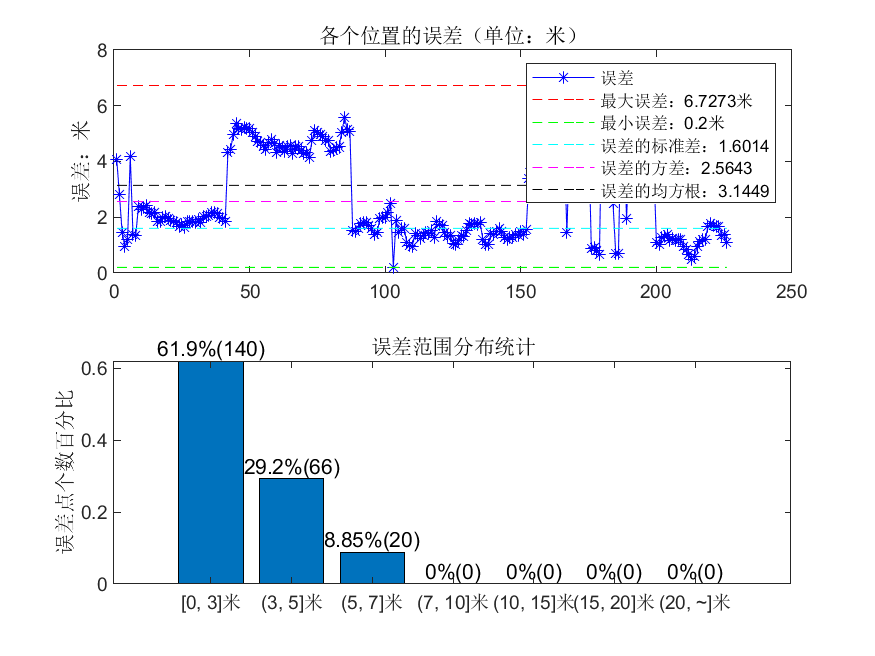 各个位置的误差（单位：米）
8
6
4
2
0
误差：米
0
50
100
150
200
250
误差
最大误差：6.7273米
最小误差：0.2米
误差的标准差：1.6014
误差的方差：2.5643
误差的均方根：3.1449
误差范围分布统计
0.6
0.4
0.2
0
误差点个数百分比
61.9%(140)
29.2%(66)
8.85%(20)
0%(0)
0%(0)
0%(0)
0%(0)
[0, 3]米
(3, 5]米
(5, 7]米
(7, 10]米
(10, 15]米
(15, 20]米
(20, ~]米